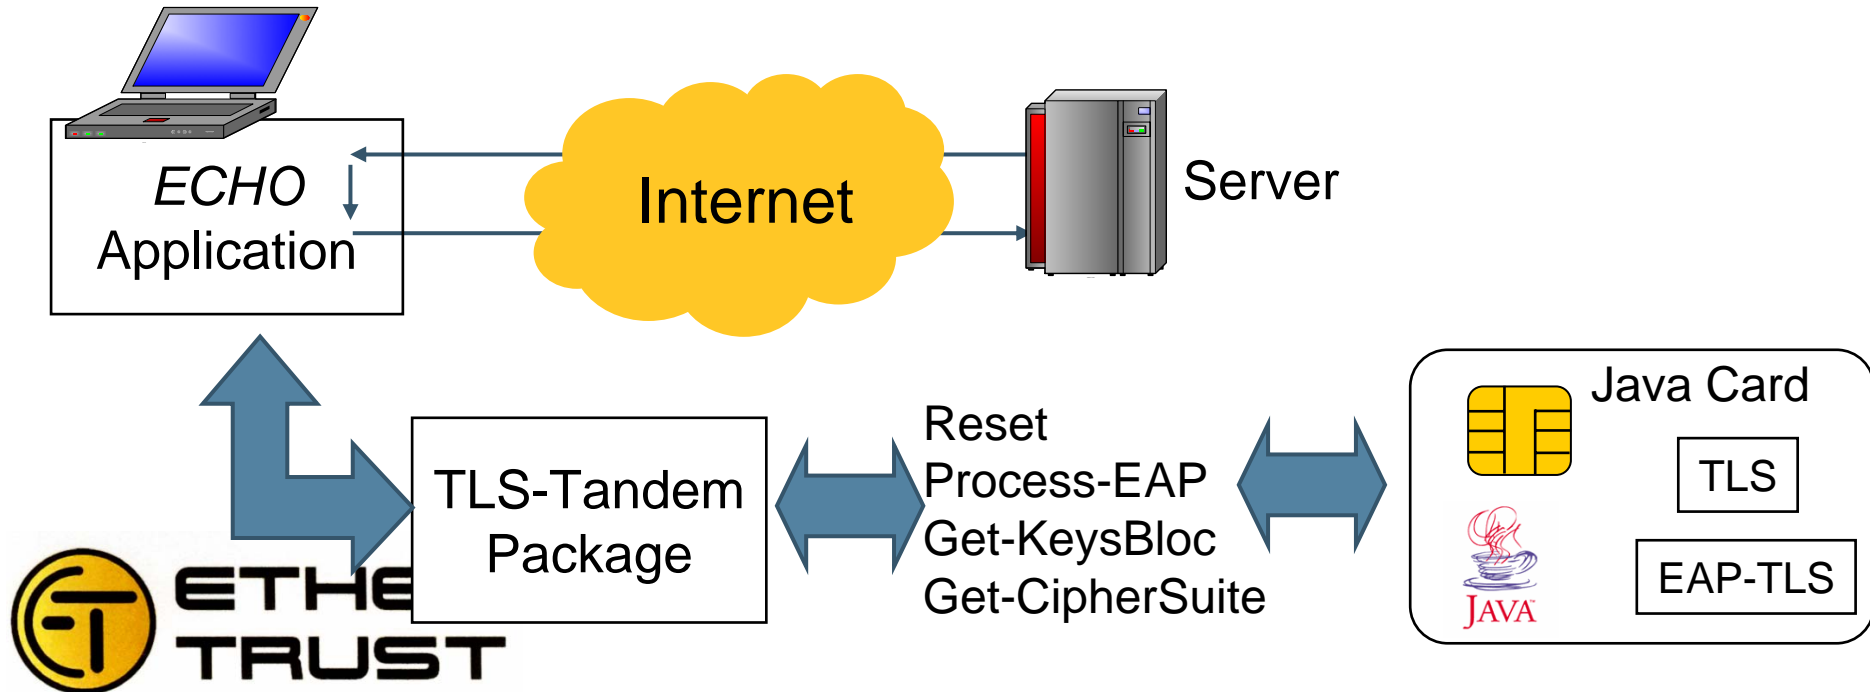 ECHO
Application
Internet
Server
TLS-Tandem
Package
Reset
Process-EAP
Get-KeysBloc
Get-CipherSuite
Java Card
TLS
EAP-TLS
JAVA
ETHE
TRUST